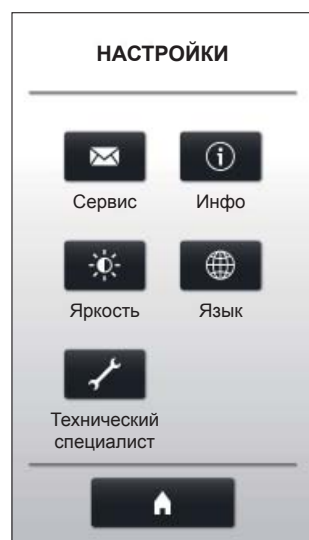 НАСТРОЙКИ
Сервис Инфо
Яркость Язык
Технический
специалист